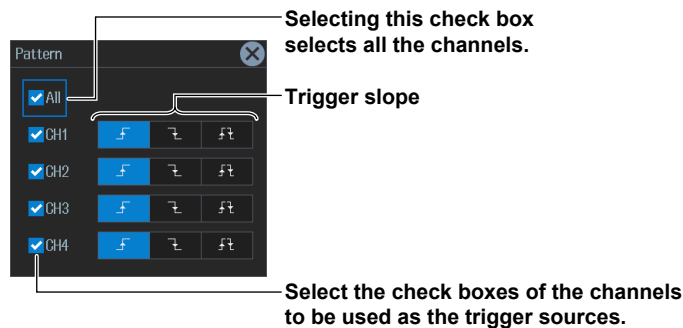 Selecting this check box
selects all the channels.
Pattern
All
Trigger slope
CH1
CH2
CH3
CH4
Select the check boxes of the channels
to be used as the trigger sources.